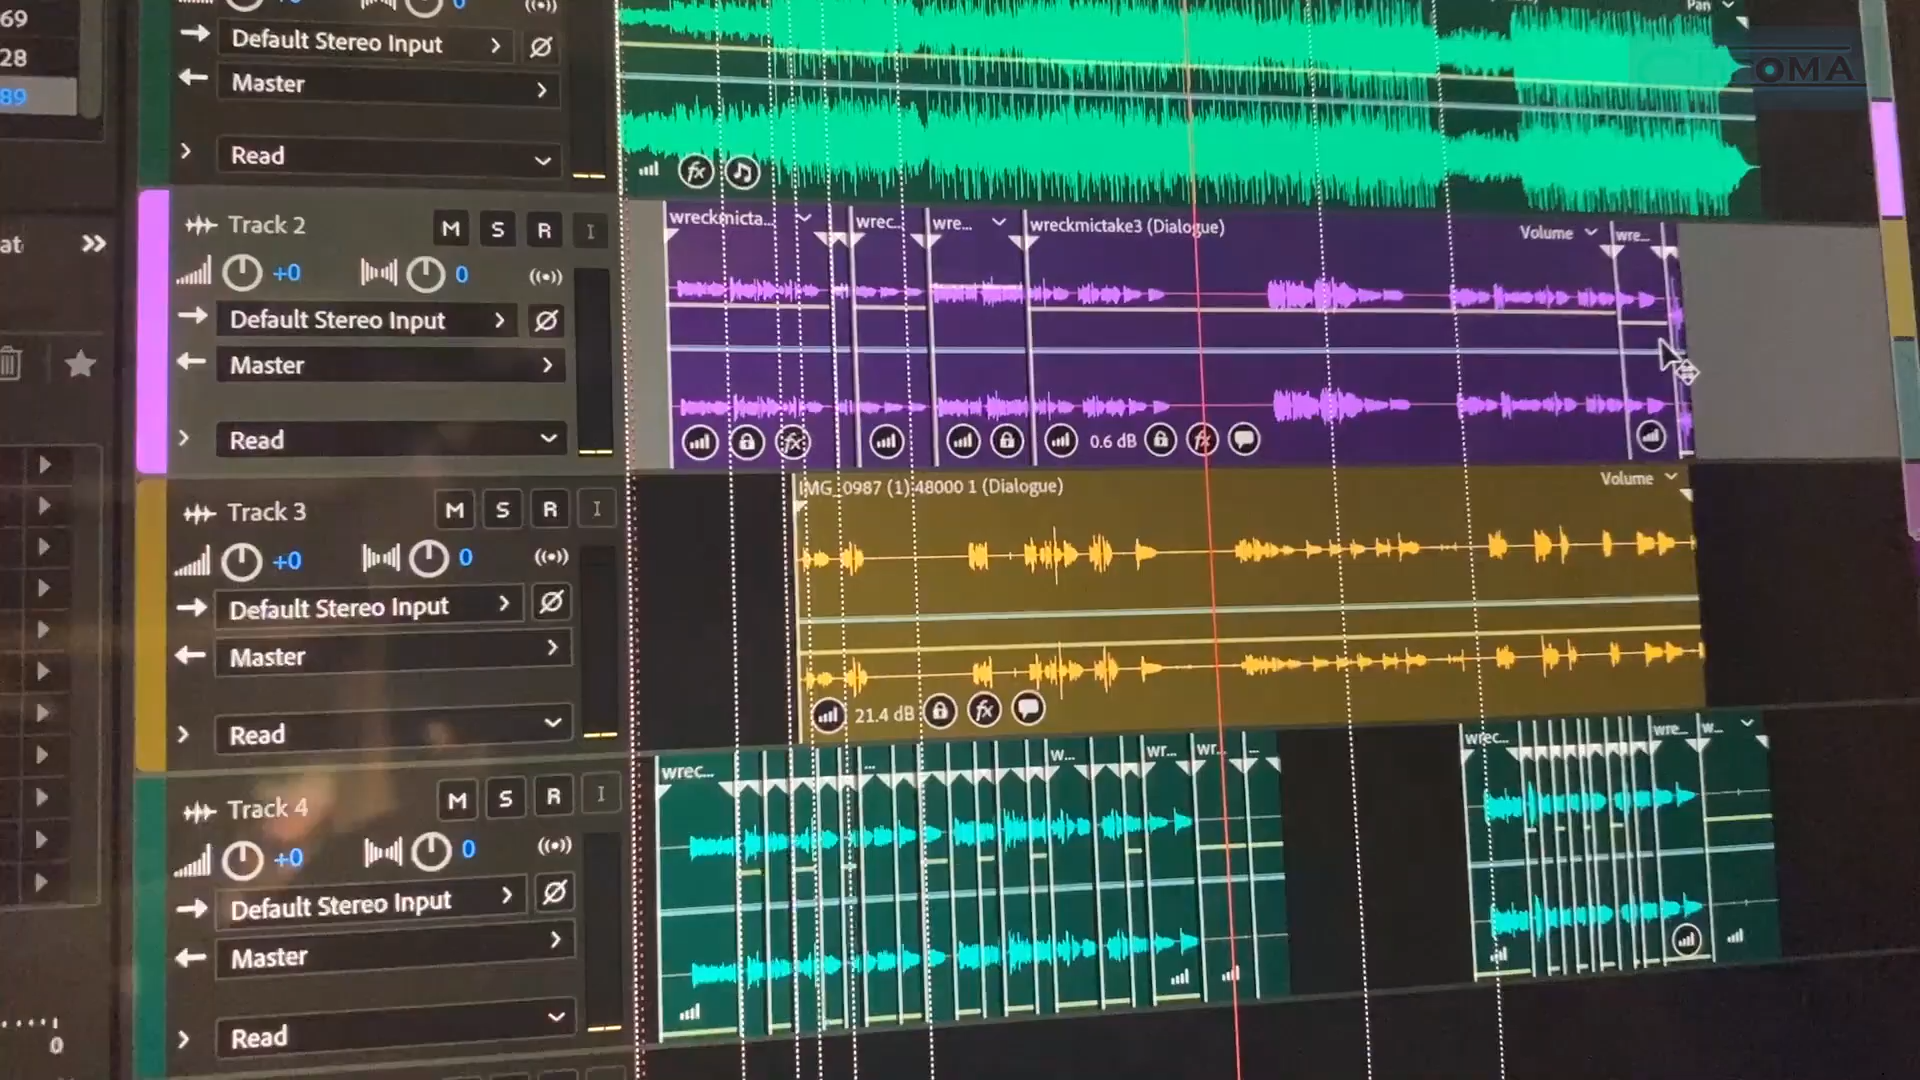 69
28
89
Default Stereo Input
Master
Read
Pan
OMA
at
Track 2
M S R I
+0 0
Default Stereo Input
Master
Read
wreckmicta...
wrec...
wre...
wreckmictake3 (Dialogue)
Volume
wre...
fx
0.6 dB
fx
Track 3
M S R I
+0 0
Default Stereo Input
Master
Read
IMG_0987 (1) 48000 1 (Dialogue)
Volume
21.4 dB
fx
Track 4
M S R I
+0 0
Default Stereo Input
Master
Read
wrec...
...
w...
wr...
wr...
...
wrec...
wre...
w...
0